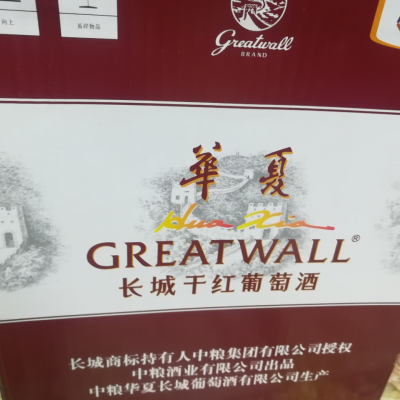 向上
易碎物品
Greatwall
BRAND
華夏
Hua Xia
GREATWALL®
长城干红葡萄酒
长城商标持有人中粮集团有限公司授权
中粮酒业有限公司出品
中粮华夏长城葡萄酒有限公司生产